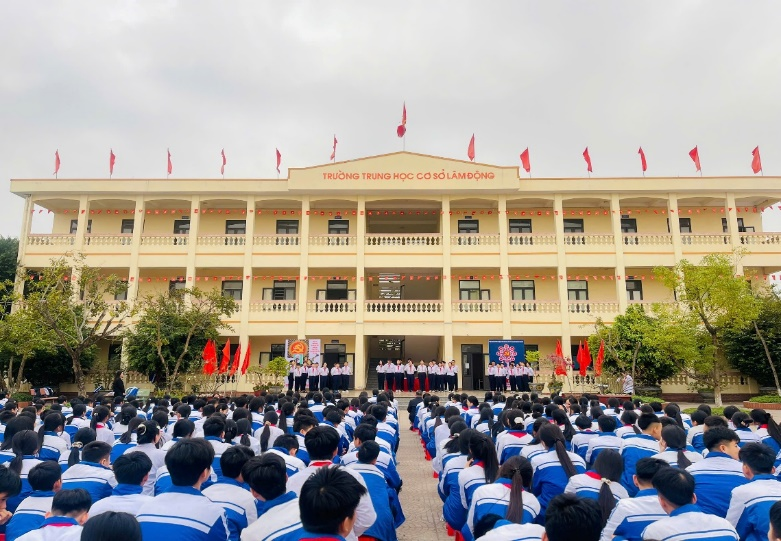 TRƯỜNG TRUNG HỌC CƠ SỞ LÂM ĐỘNG